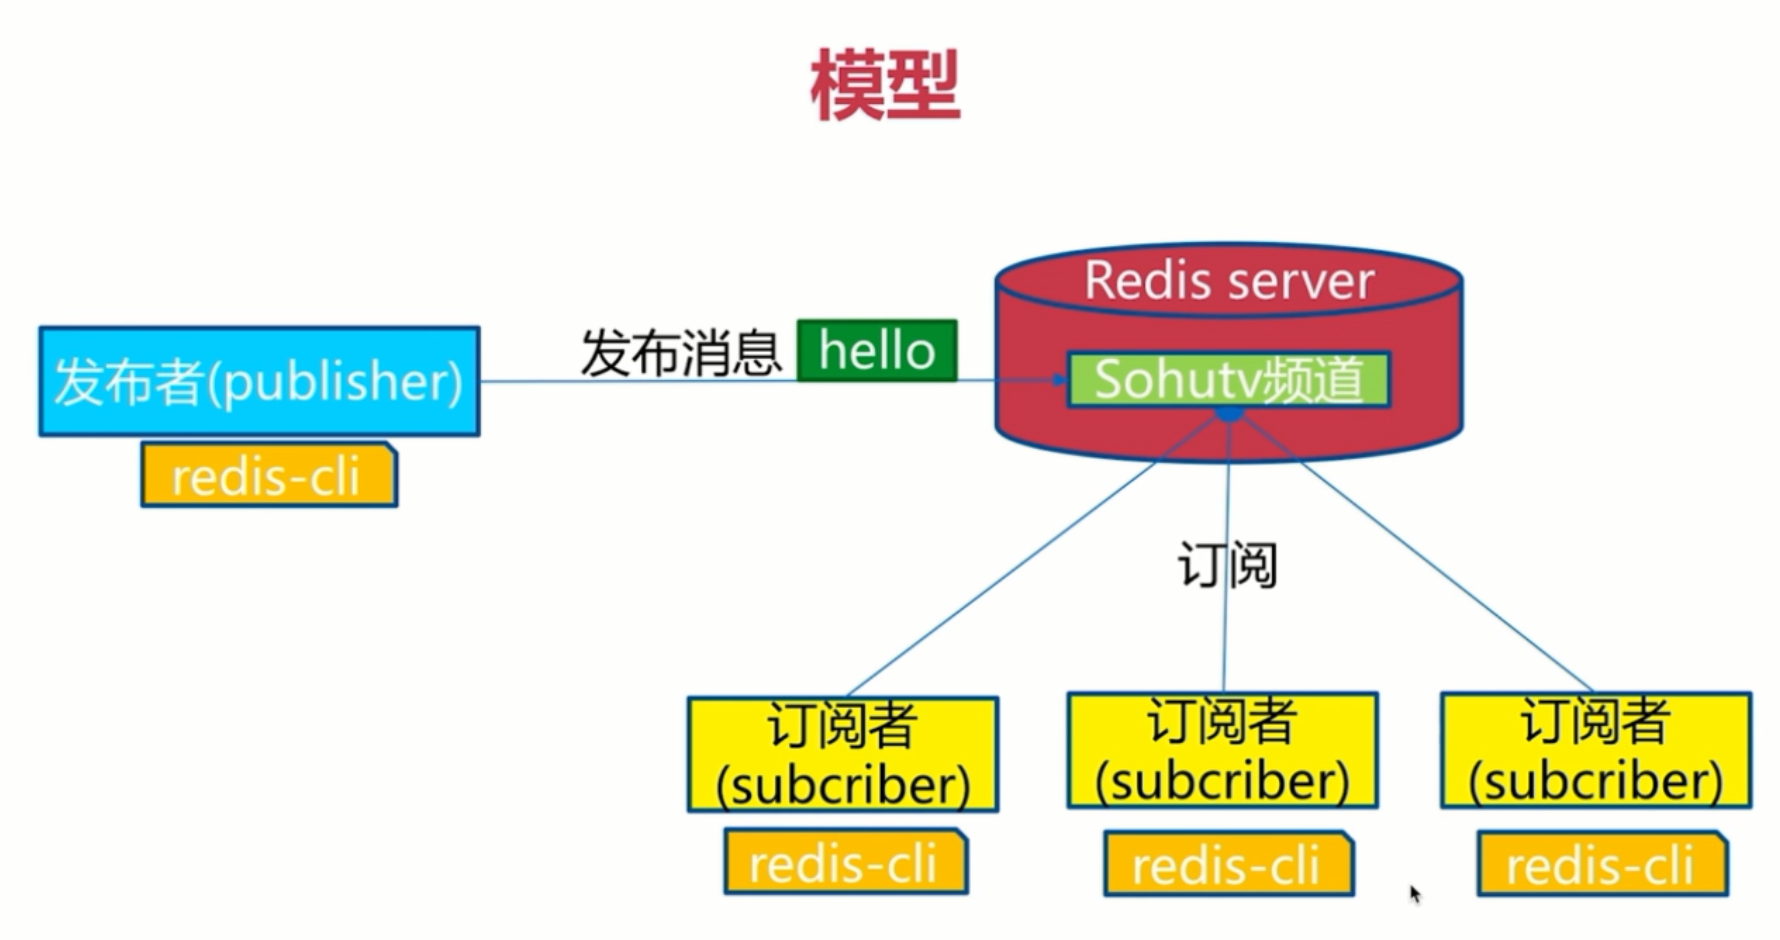 模型
Redis server
发布消息 hello
发布者(publisher)
Sohutv频道
redis-cli
订阅
订阅者
(subcriber)
订阅者
(subcriber)
订阅者
(subcriber)
redis-cli
redis-cli
redis-cli